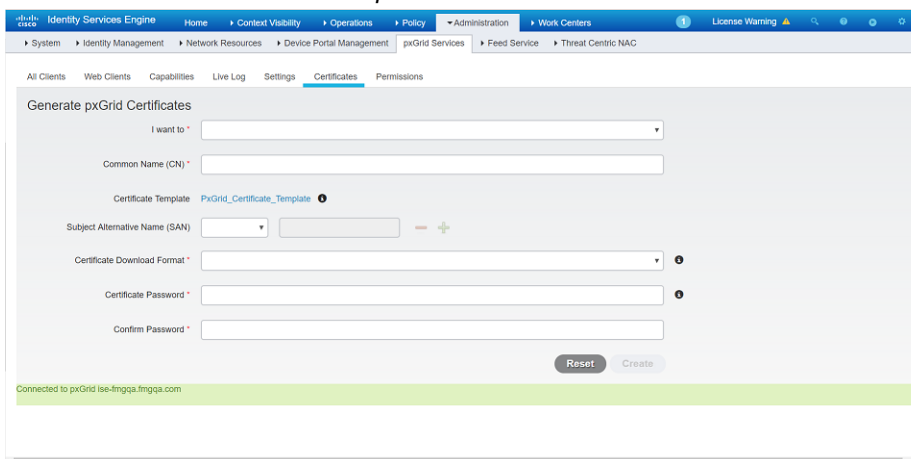 cisco Identity Services Engine Home Context Visibility Operations Policy Administration Work Centers 1 License Warning
System Identity Management Network Resources Device Portal Management pxGrid Services Feed Service Threat Centric NAC
All Clients Web Clients Capabilities Live Log Settings Certificates Permissions
Generate pxGrid Certificates
I want to *
Common Name (CN) *
Certificate Template PxGrid_Certificate_Template
Subject Alternative Name (SAN)
Certificate Download Format *
Certificate Password *
Confirm Password *
Reset Create
Connected to pxGrid ise-fmgqa.fmgqa.com